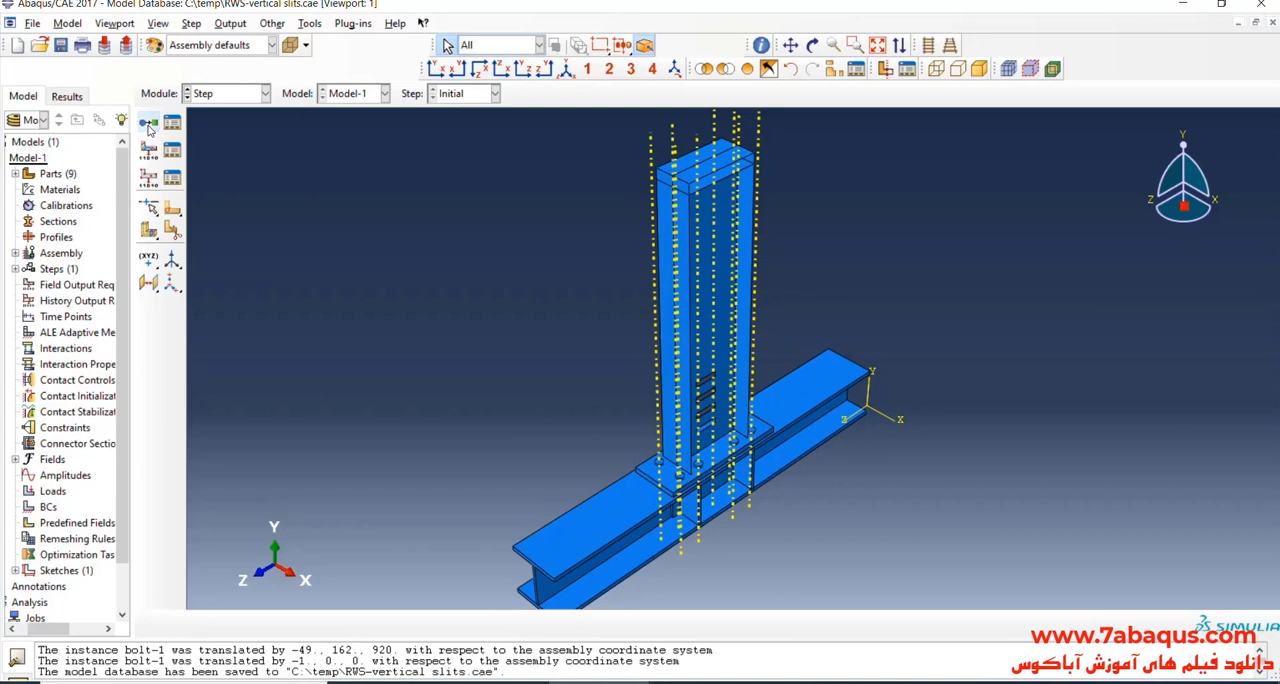 Abaqus/CAE 2017 - Model Database: C:\temp\RWS-vertical slits.cae [Viewport: 1]
File Model Viewport View Step Output Other Tools Plug-ins Help
Assembly defaults All
1 2 3 4
Model Results Module: Step Model: Model-1 Step: Initial
Mo
Models (1)
Model-1
Parts (9)
Materials
Calibrations
Sections
Profiles
Assembly
Steps (1)
Field Output Req
History Output R
Time Points
ALE Adaptive Me
Interactions
Interaction Prope
Contact Controls
Contact Initializat
Contact Stabilizat
Constraints
Connector Sectio
Fields
Amplitudes
Loads
BCs
Predefined Fields
Remeshing Rules
Optimization Tas
Sketches (1)
Annotations
Analysis
Jobs
(XYZ)
Y
Z X
Y
Z X
Y
Z X
SIMULIA
www.7abaqus.com
دانلود فیلم های آموزش آباکوس
The instance bolt-1 was translated by -49., 162., 920. with respect to the assembly coordinate system
The instance bolt-1 was translated by -1., 0., 0. with respect to the assembly coordinate system
The model database has been saved to "C:\temp\RWS-vertical slits.cae".